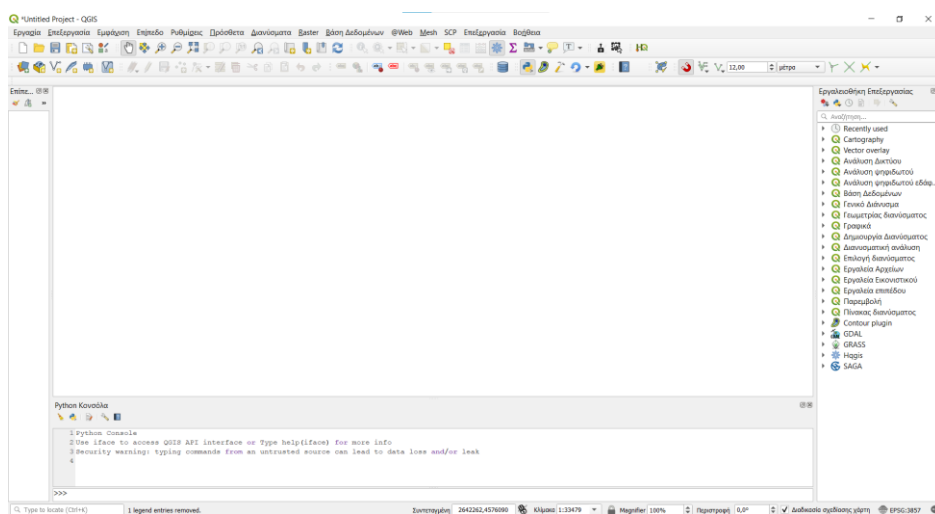 *Untitled Project - QGIS
Εργασία Επεξεργασία Εμφάνιση Επίπεδο Ρυθμίσεις Πρόσθετα Διανύσματα Raster Βάση Δεδομένων @Web Mesh SCP Επεξεργασία Βοήθεια
12,00 μέτρα
Επίπε...
Εργαλειοθήκη Επεξεργασίας
Αναζήτηση...
Recently used
Cartography
Vector overlay
Ανάλυση Δικτύου
Ανάλυση ψηφιδωτού
Ανάλυση ψηφιδωτού εδάφ...
Βάση Δεδομένων
Γενικό Διάνυσμα
Γεωμετρίας διανύσματος
Γραφικά
Δημιουργία Διανύσματος
Διανυσματική ανάλυση
Επιλογή διανύσματος
Εργαλεία Αρχείων
Εργαλεία Εικονιστικού
Εργαλεία επιπέδου
Παρεμβολή
Πίνακας διανύσματος
Contour plugin
GDAL
GRASS
Hqgis
SAGA
Python Κονσόλα
1 Python Console
2 Use iface to access QGIS API interface or Type help(iface) for more info
3 Security warning: typing commands from an untrusted source can lead to data loss and/or leak
4
>>>
Type to locate (Ctrl+K) 1 legend entries removed. Συντεταγμένη 2642262,4576090 Κλίμακα 1:33479 Magnifier 100% Περιστροφή 0,0° Διαδικασία σχεδίασης χάρτη EPSG:3857